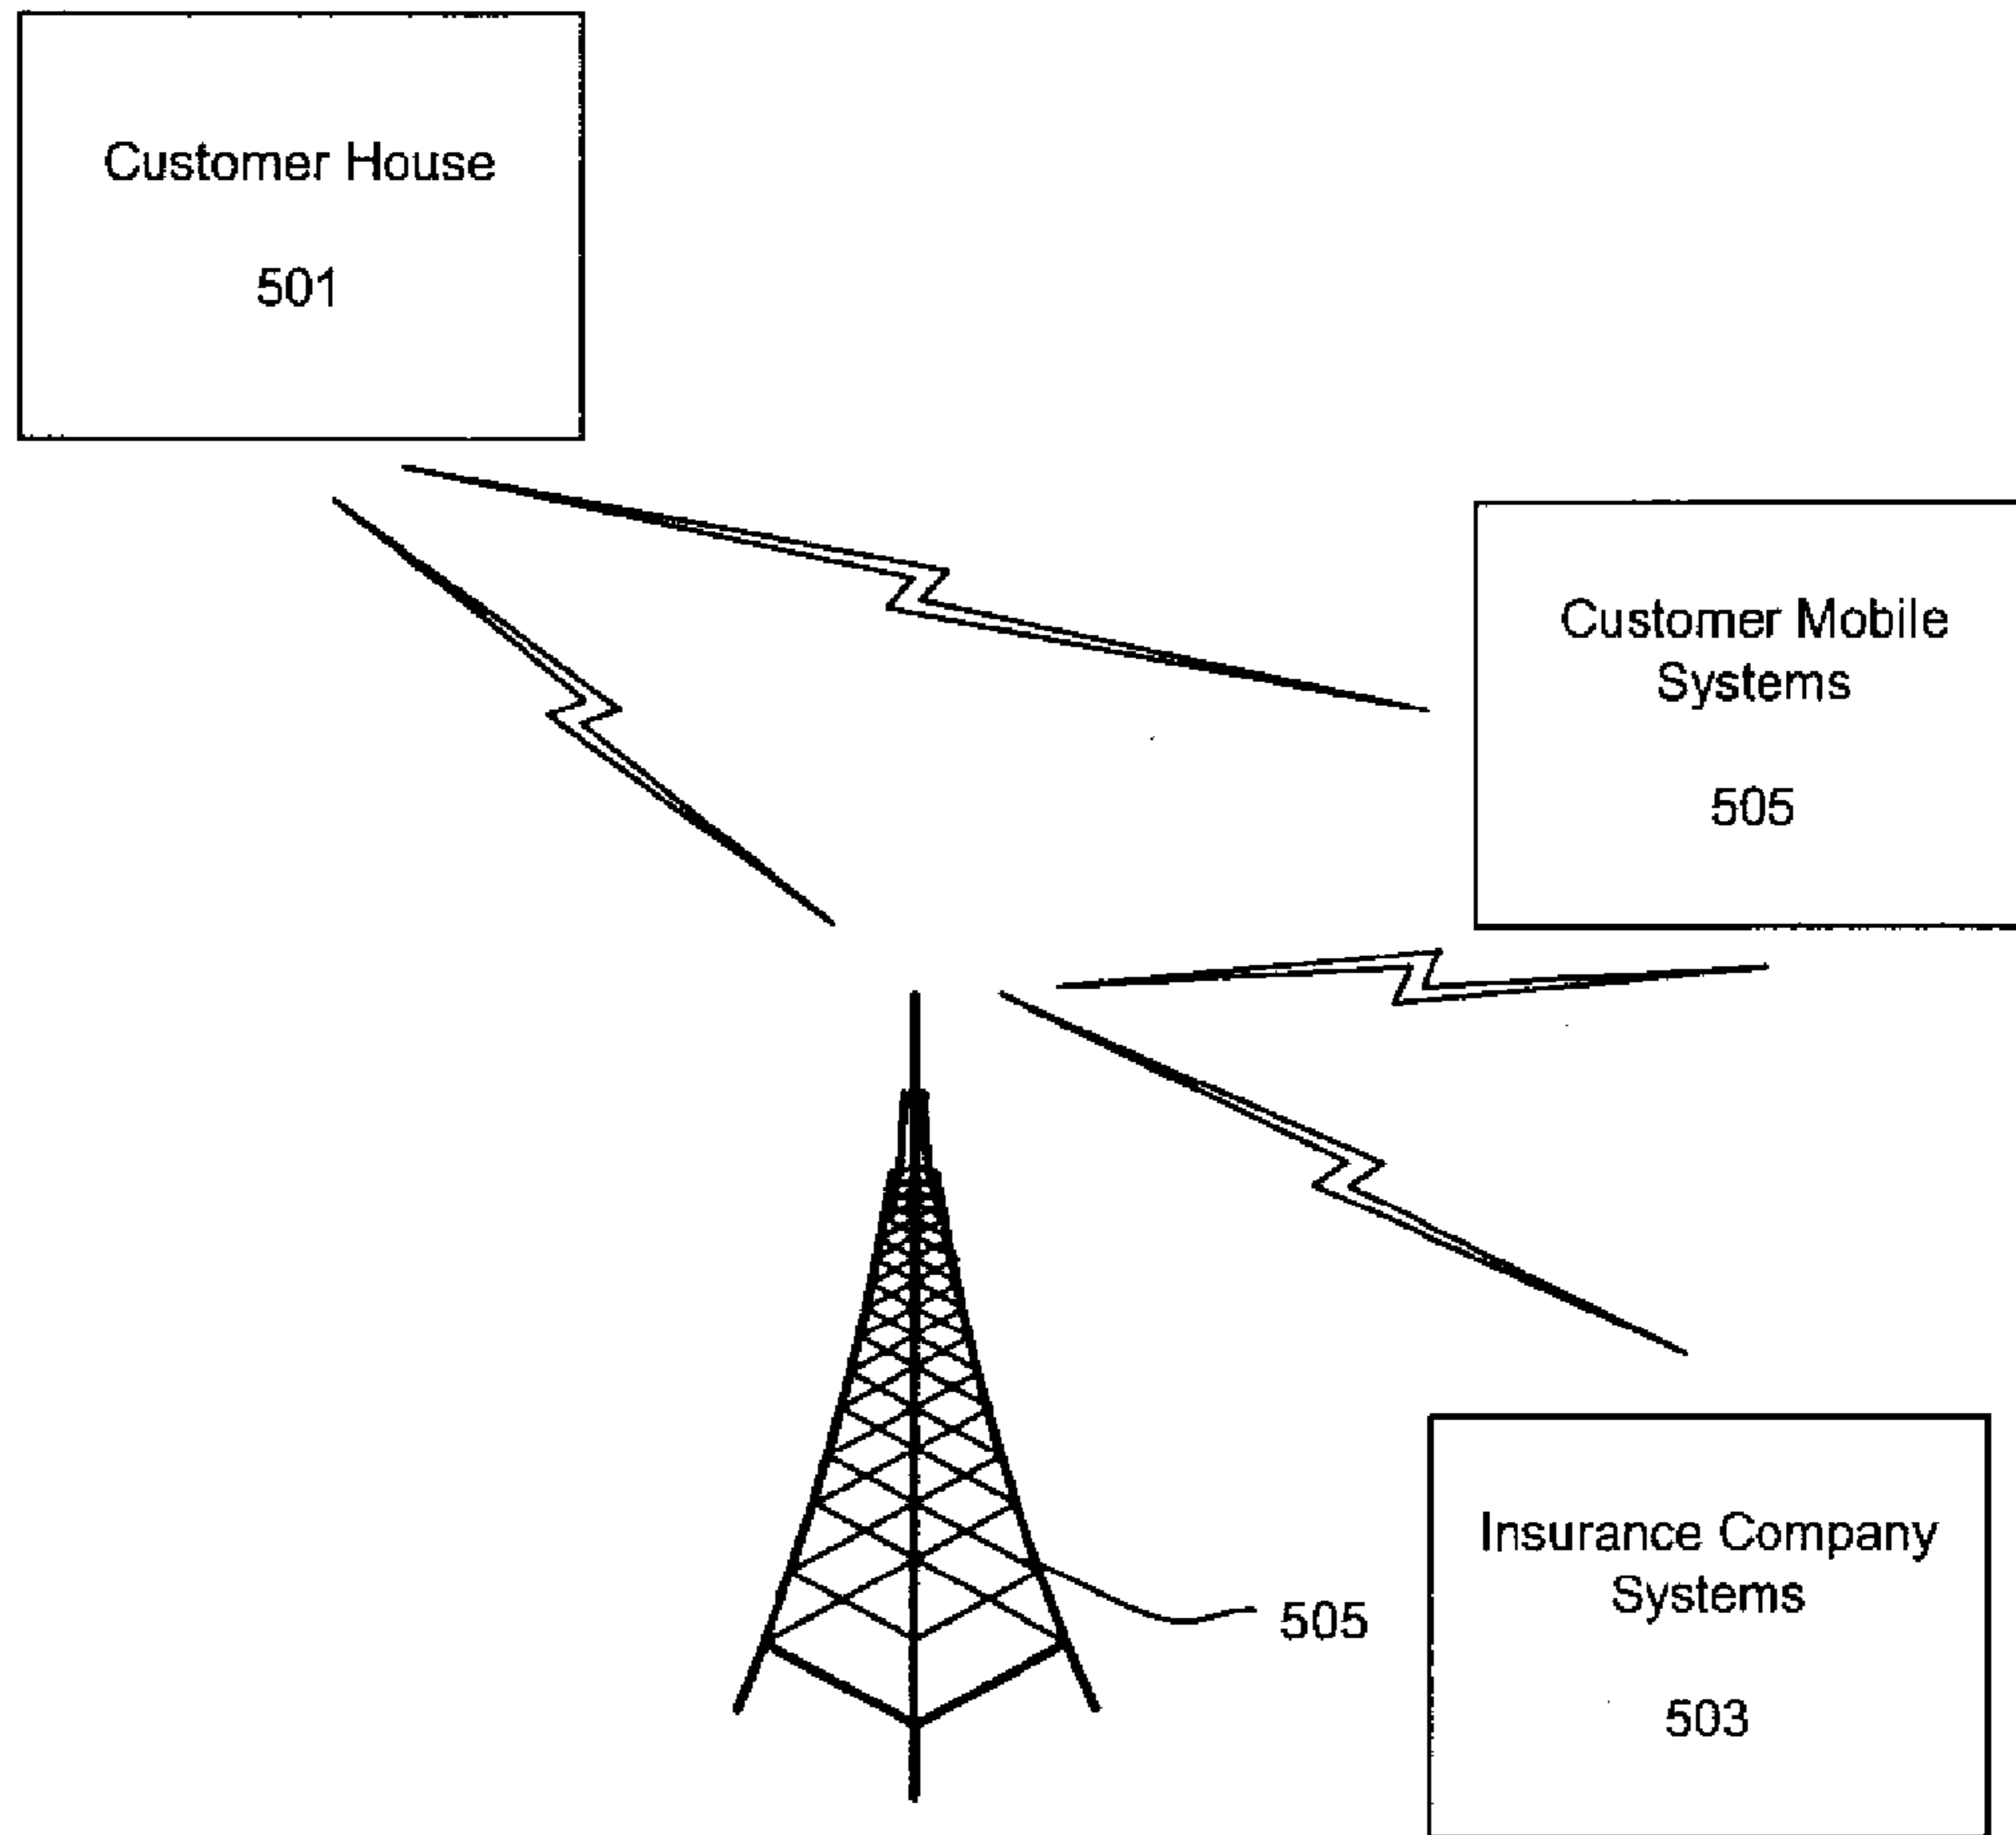 Customer House
501
Customer Mobile
Systems
505
505
Insurance Company
Systems
503